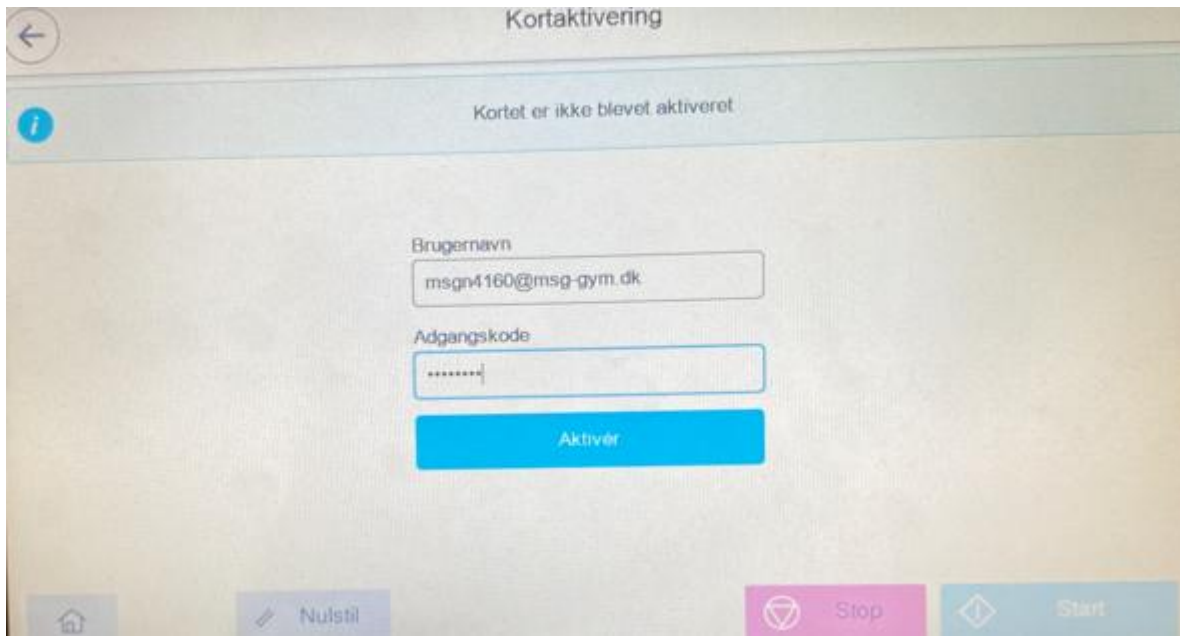 Kortaktivering
Kortet er ikke blevet aktiveret
Brugernavn
msgn4160@msg-gym.dk
Adgangskode
••••••••
Aktivér
Nulstil
Stop
Start